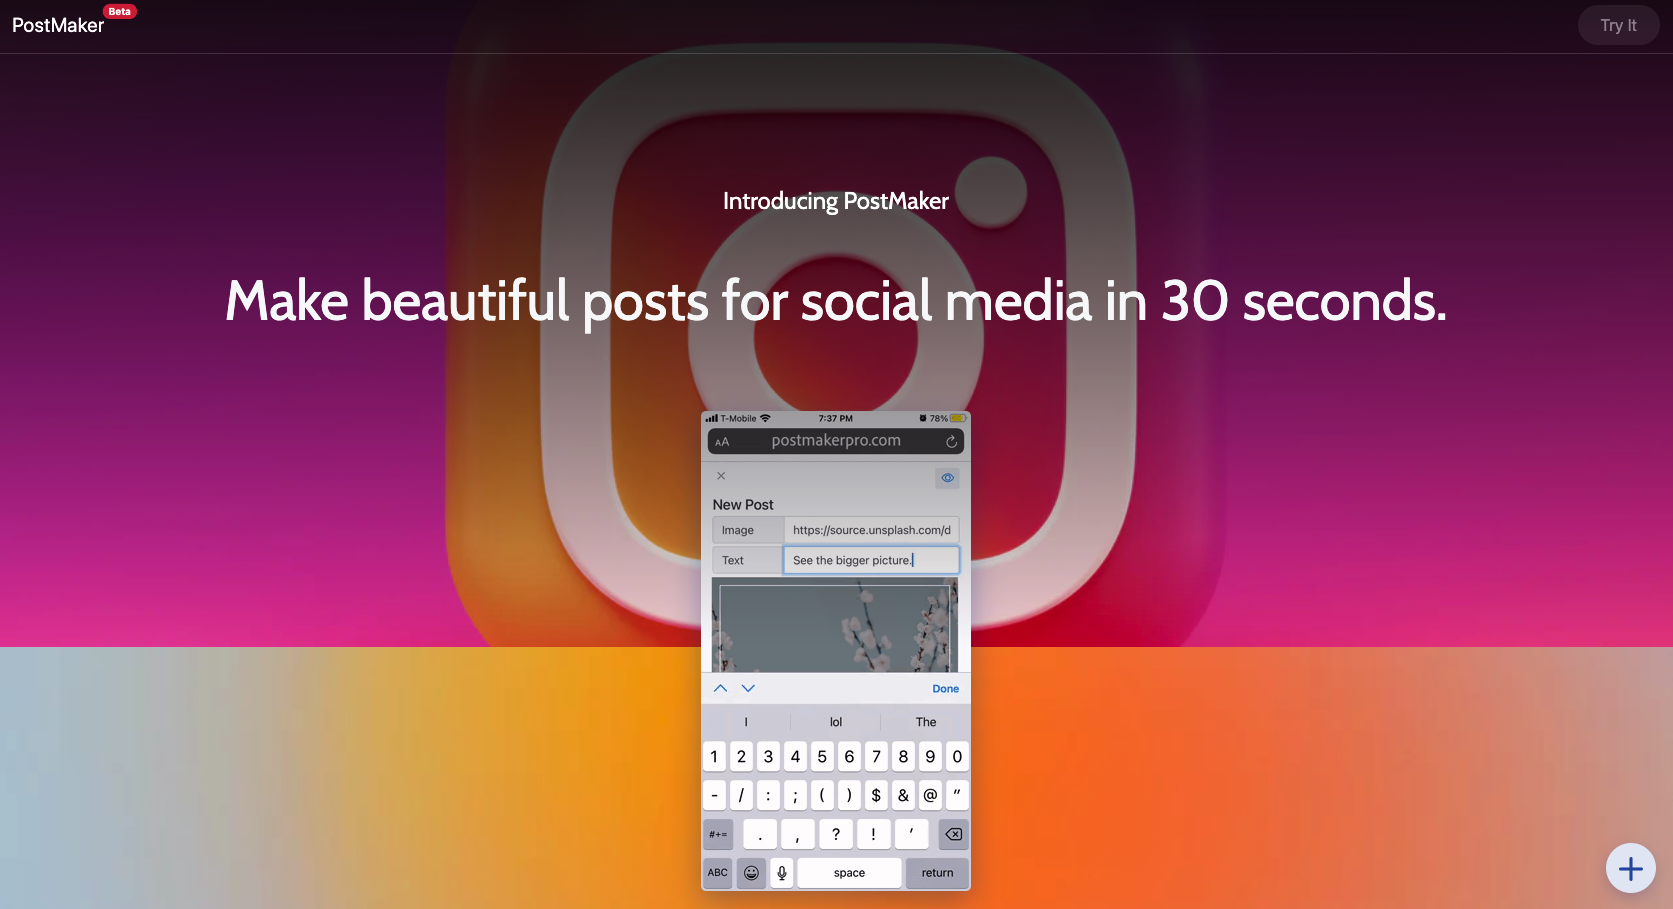 PostMaker
Beta
Try It
Introducing PostMaker
Make beautiful posts for social media in 30 seconds.
T-Mobile 7:37 PM 78%
AA postmakerpro.com
New Post
Image https://source.unsplash.com/d
Text See the bigger picture.
Done
I lol The
1 2 3 4 5 6 7 8 9 0
- / : ; ( ) $ & @ ”
#+= . , ? ! ’
ABC space return